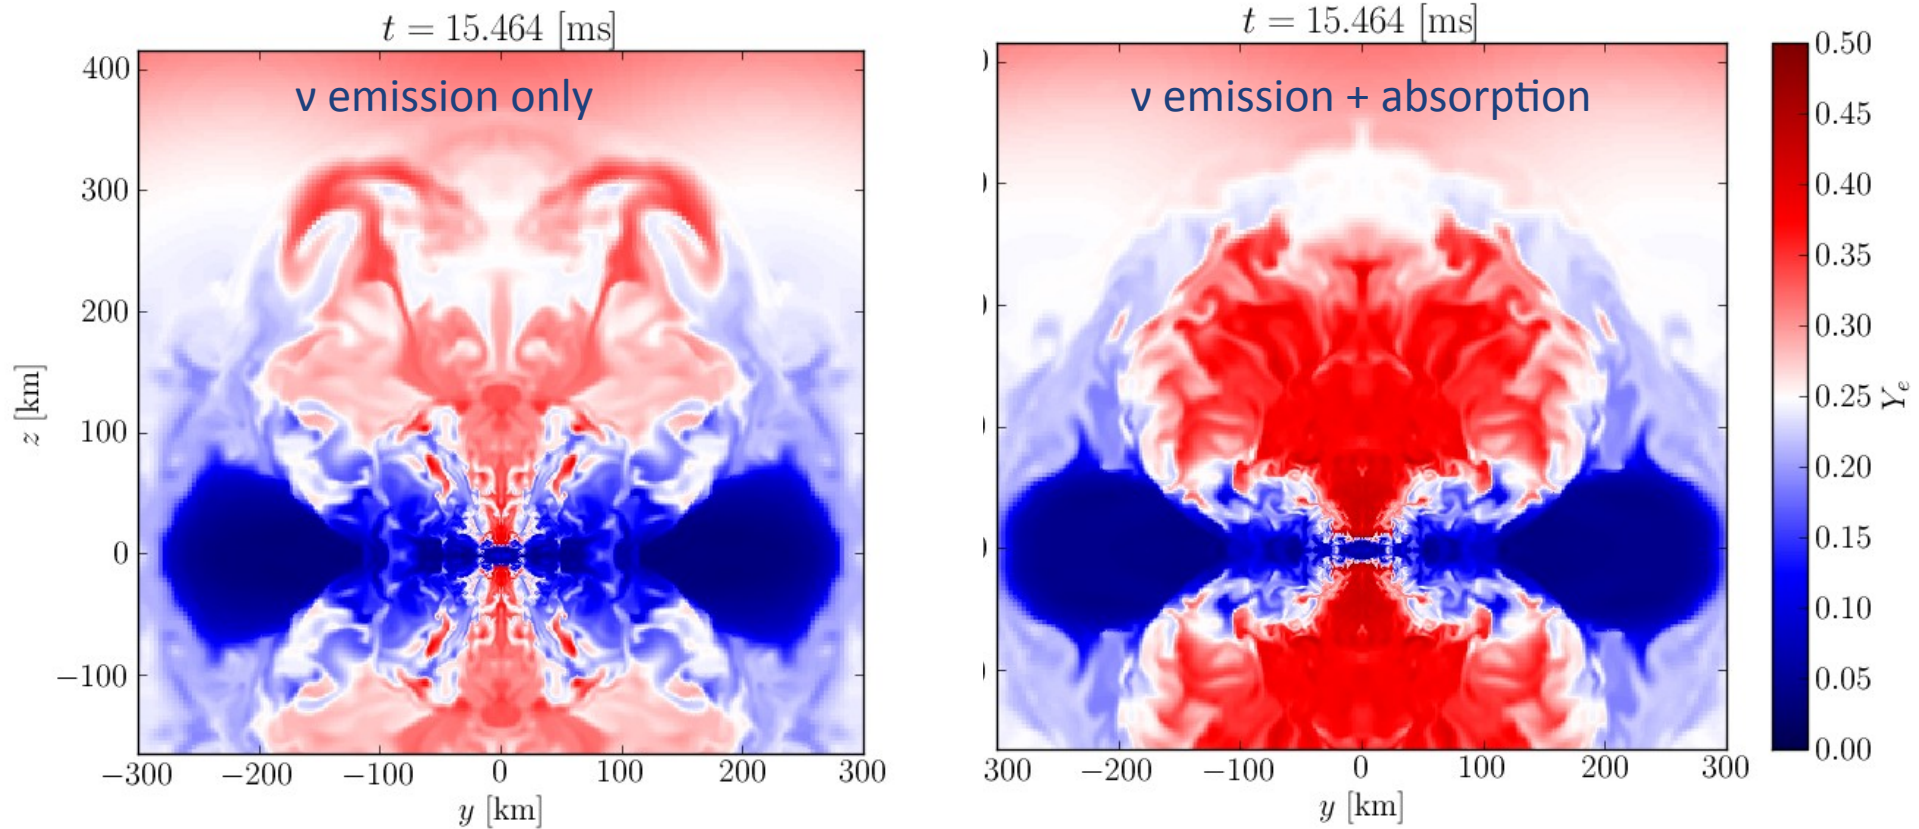 t = 15.464 [ms]
ν emission only
400
300
200
100
0
−100
z [km]
−300 −200 −100 0 100 200 300
y [km]
t = 15.464 [ms]
ν emission + absorption
)
)
)
)
)
300 −200 −100 0 100 200 300
y [km]
0.50
0.45
0.40
0.35
0.30
0.25
0.20
0.15
0.10
0.05
0.00
Y_e